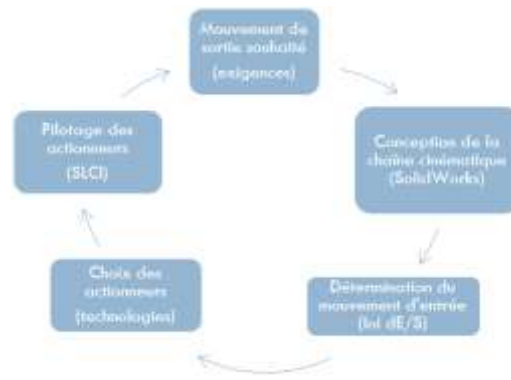 Mouvement de
sortie souhaité
(exigences)
Conception de la
chaîne cinématique
(SolidWorks)
Détermination du
mouvement d'entrée
(loi dE/S)
Choix des
actionneurs
(technologies)
Pilotage des
actionneurs
(SLCI)